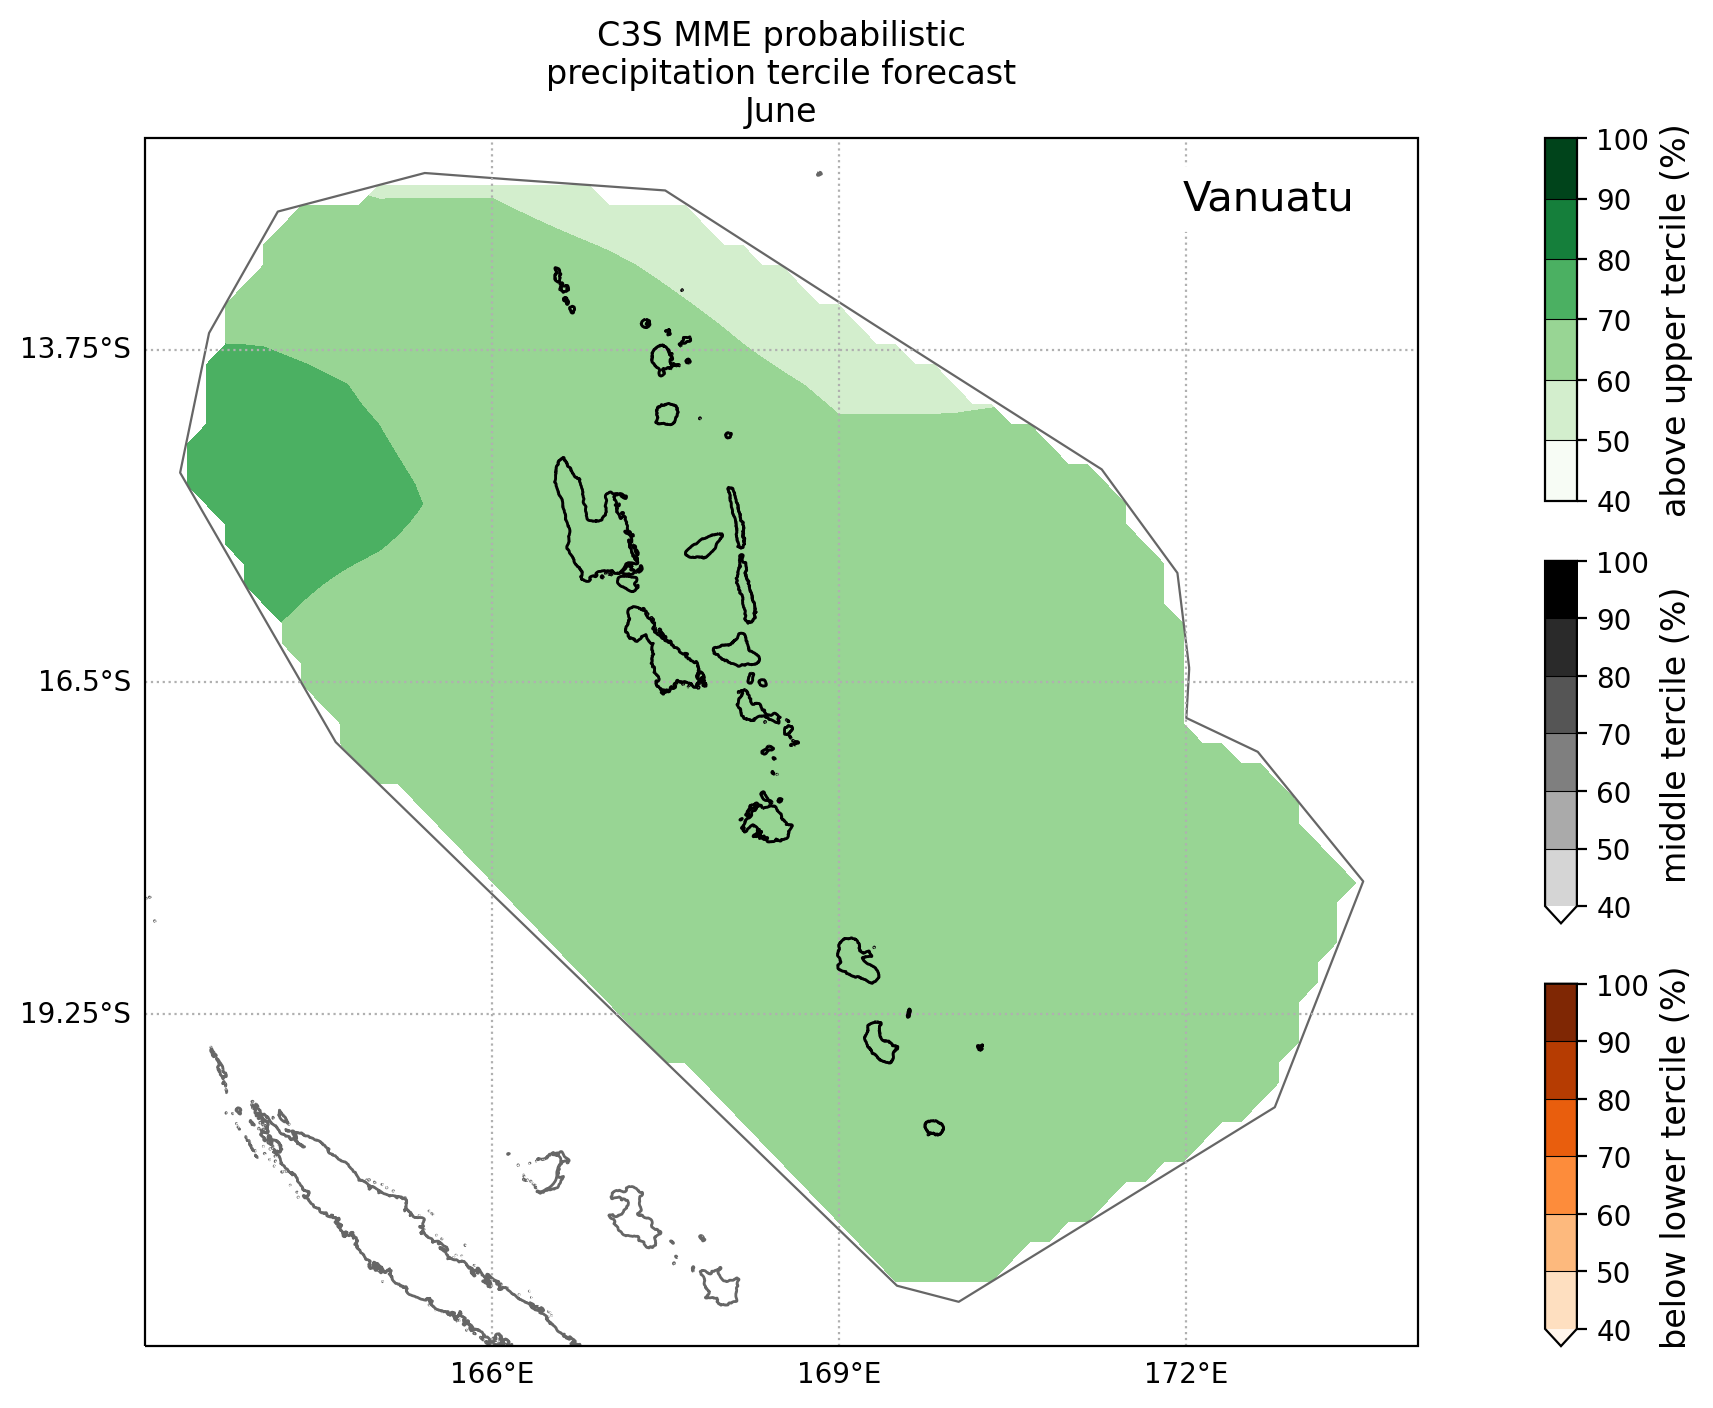 C3S MME probabilistic
precipitation tercile forecast
June
Vanuatu
13.75°S
16.5°S
19.25°S
166°E
169°E
172°E
100
90
80
70
60
50
40
above upper tercile (%)
100
90
80
70
60
50
40
middle tercile (%)
100
90
80
70
60
50
40
below lower tercile (%)